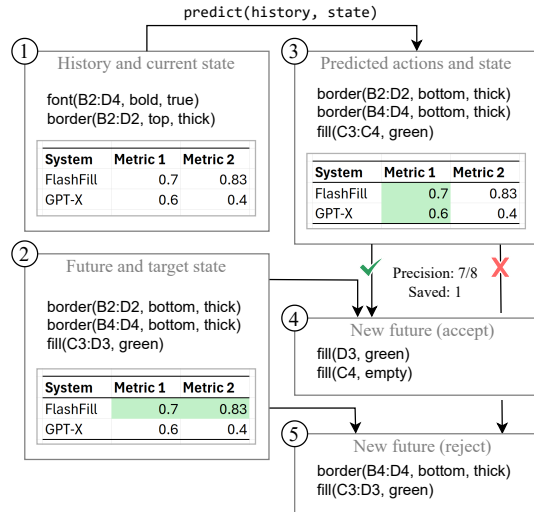 predict(history, state)
1
History and current state
font(B2:D4, bold, true)
border(B2:D2, top, thick)
System Metric 1 Metric 2
FlashFill 0.7 0.83
GPT-X 0.6 0.4
3
Predicted actions and state
border(B2:D2, bottom, thick)
border(B4:D4, bottom, thick)
fill(C3:C4, green)
System Metric 1 Metric 2
FlashFill 0.7 0.83
GPT-X 0.6 0.4
2
Future and target state
border(B2:D2, bottom, thick)
border(B4:D4, bottom, thick)
fill(C3:D3, green)
System Metric 1 Metric 2
FlashFill 0.7 0.83
GPT-X 0.6 0.4
Precision: 7/8
Saved: 1
4
New future (accept)
fill(D3, green)
fill(C4, empty)
5
New future (reject)
border(B4:D4, bottom, thick)
fill(C3:D3, green)